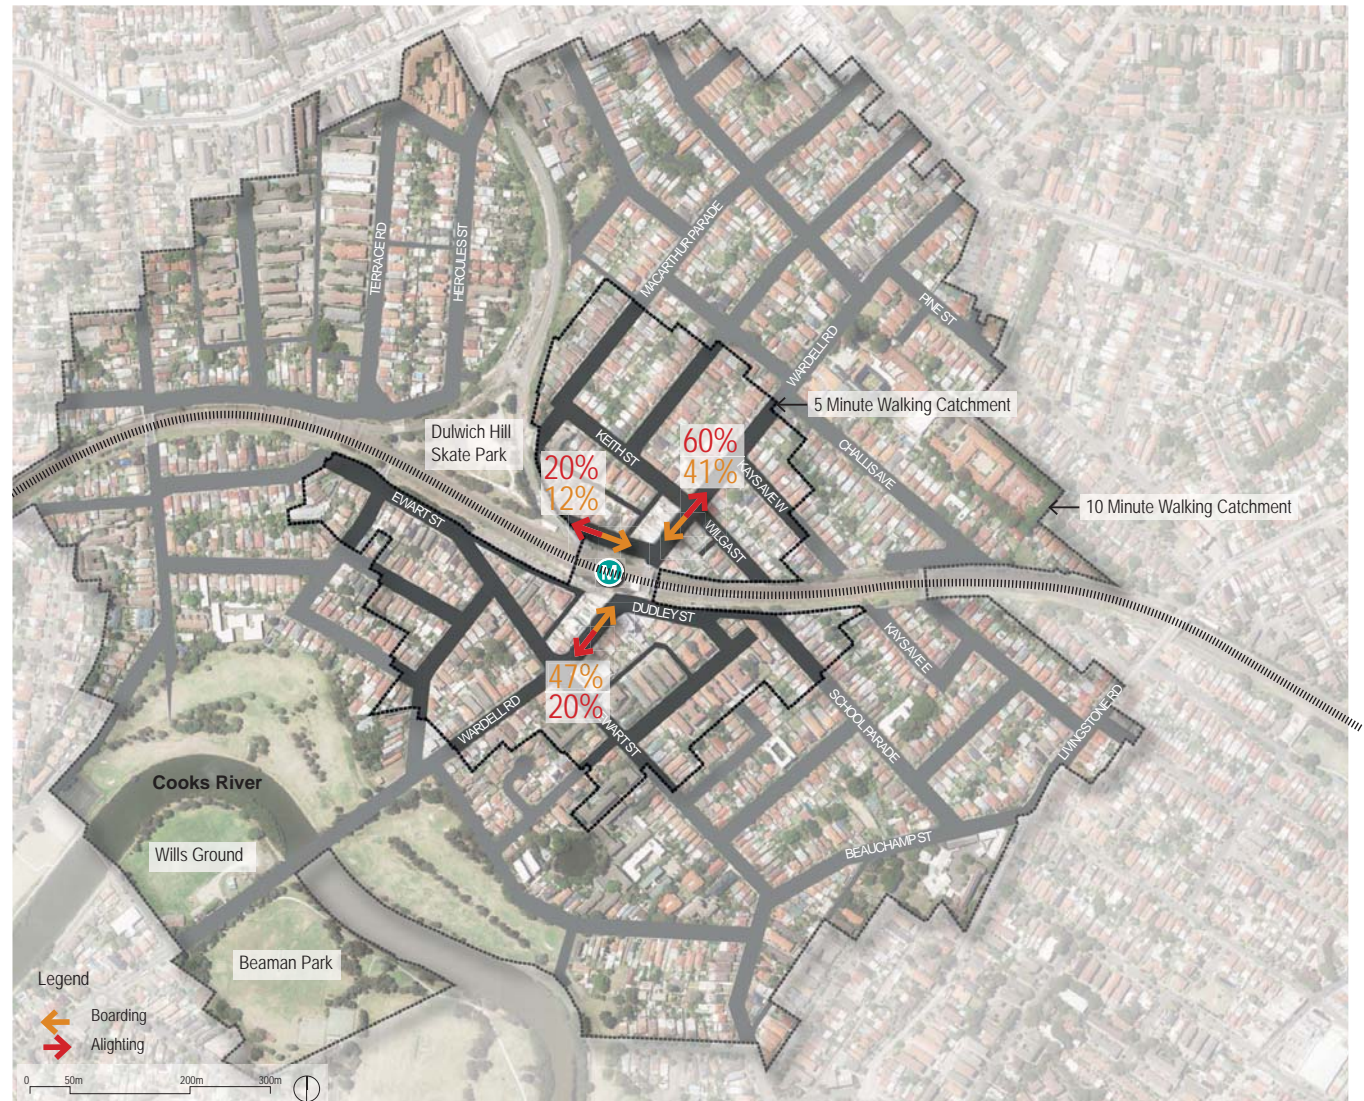 TERRACE RD
HERCULES ST
MACARTHUR PARADE
PINE ST
WARDELL RD
5 Minute Walking Catchment
Dulwich Hill
Skate Park
KEITH ST
60%
41%
KAYS AVE W
CHALLIS AVE
20%
12%
10 Minute Walking Catchment
EWART ST
WILGA ST
M
DUDLEY ST
KAYS AVE E
47%
20%
WARDELL RD
WART ST
SCHOOL PARADE
LIVINGSTONE RD
Cooks River
Wills Ground
BEAUCHAMP ST
Beaman Park
Legend
Boarding
Alighting
0 50m 200m 300m